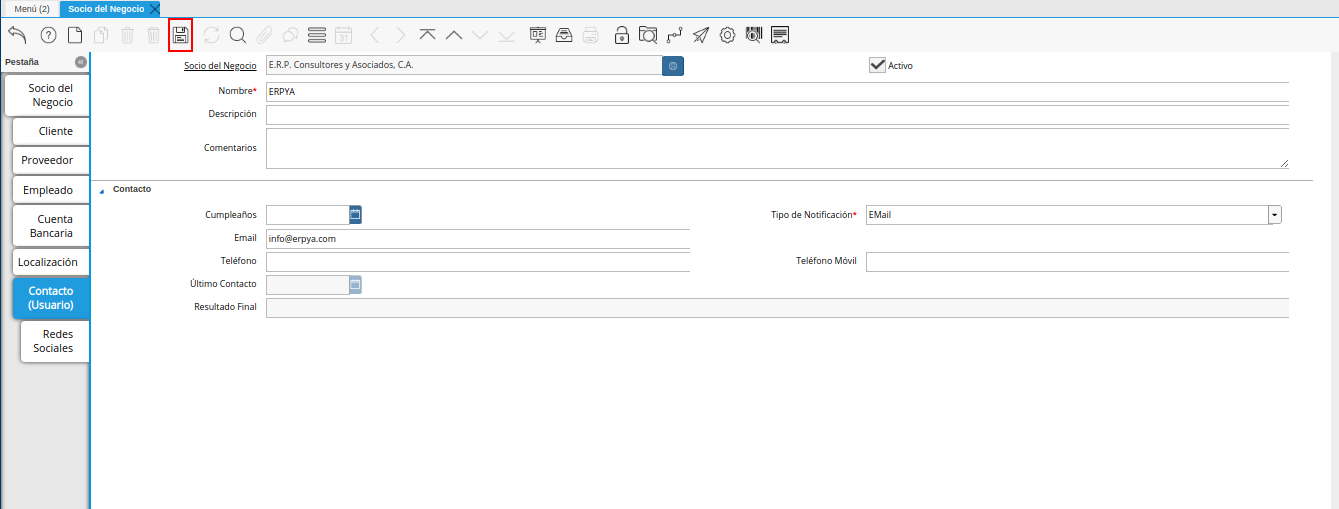 Menú (2) Socio del Negocio
Pestaña
Socio del
Negocio
Cliente
Proveedor
Empleado
Cuenta
Bancaria
Localización
Contacto
(Usuario)
Redes
Sociales
31
Socio del Negocio E.R.P. Consultores y Asociados, C.A. Activo
Nombre* ERPYA
Descripción
Comentarios
Contacto
Cumpleaños Tipo de Notificación* EMail
Email info@erpya.com
Teléfono Teléfono Móvil
Último Contacto
Resultado Final